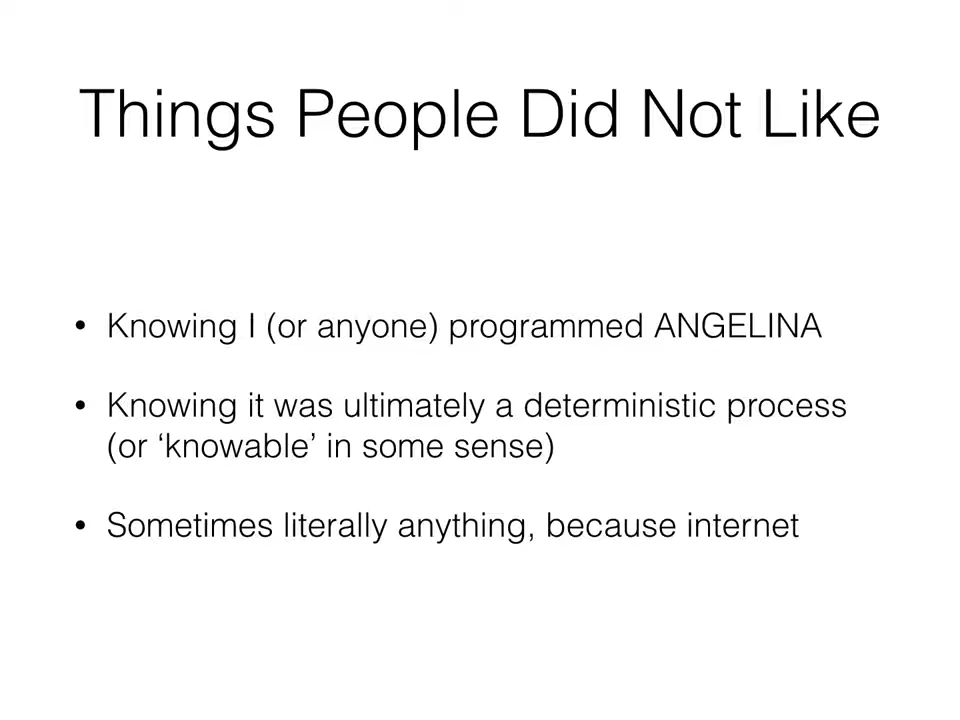 Things People Did Not Like
• Knowing I (or anyone) programmed ANGELINA
• Knowing it was ultimately a deterministic process
(or ‘knowable’ in some sense)
• Sometimes literally anything, because internet